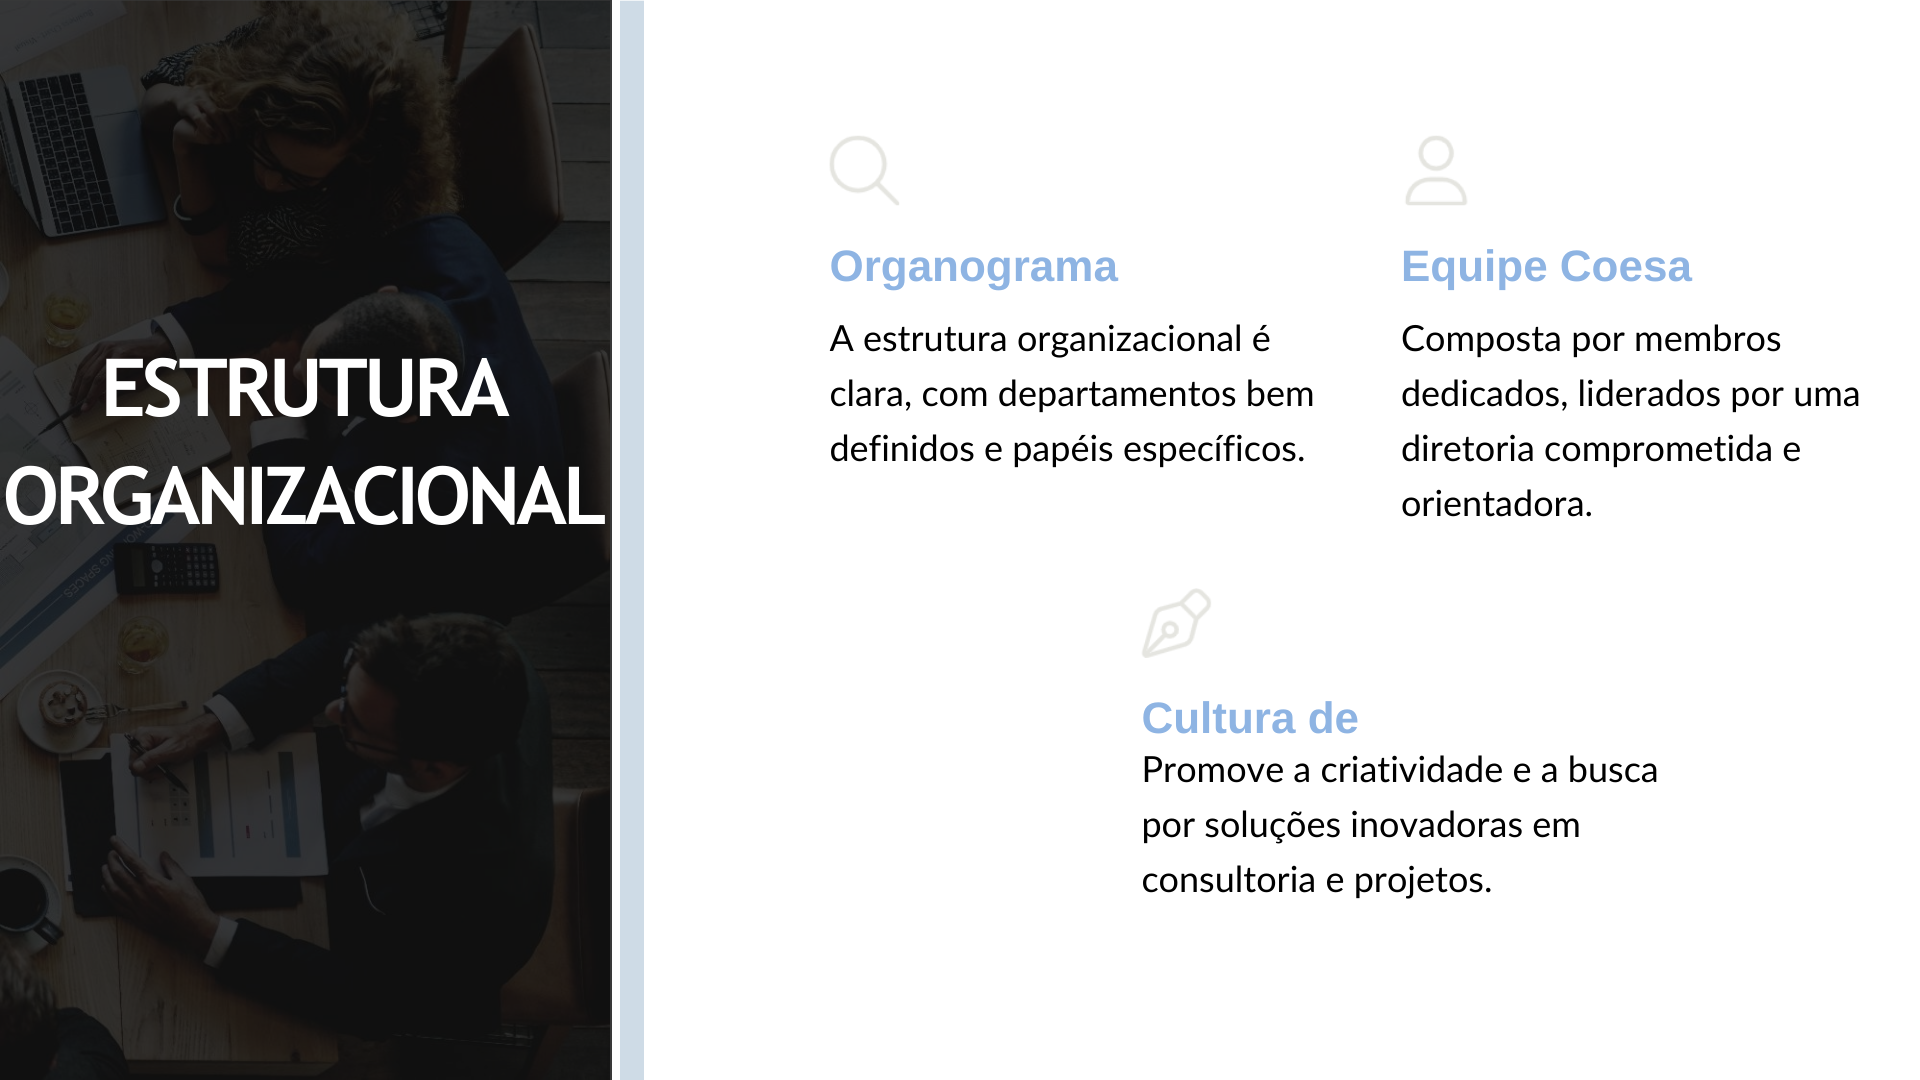 ESTRUTURA
ORGANIZACIONAL
Organograma
A estrutura organizacional é
clara, com departamentos bem
definidos e papéis específicos.
Equipe Coesa
Composta por membros
dedicados, liderados por uma
diretoria comprometida e
orientadora.
Cultura de
Promove a criatividade e a busca
por soluções inovadoras em
consultoria e projetos.
SPACES